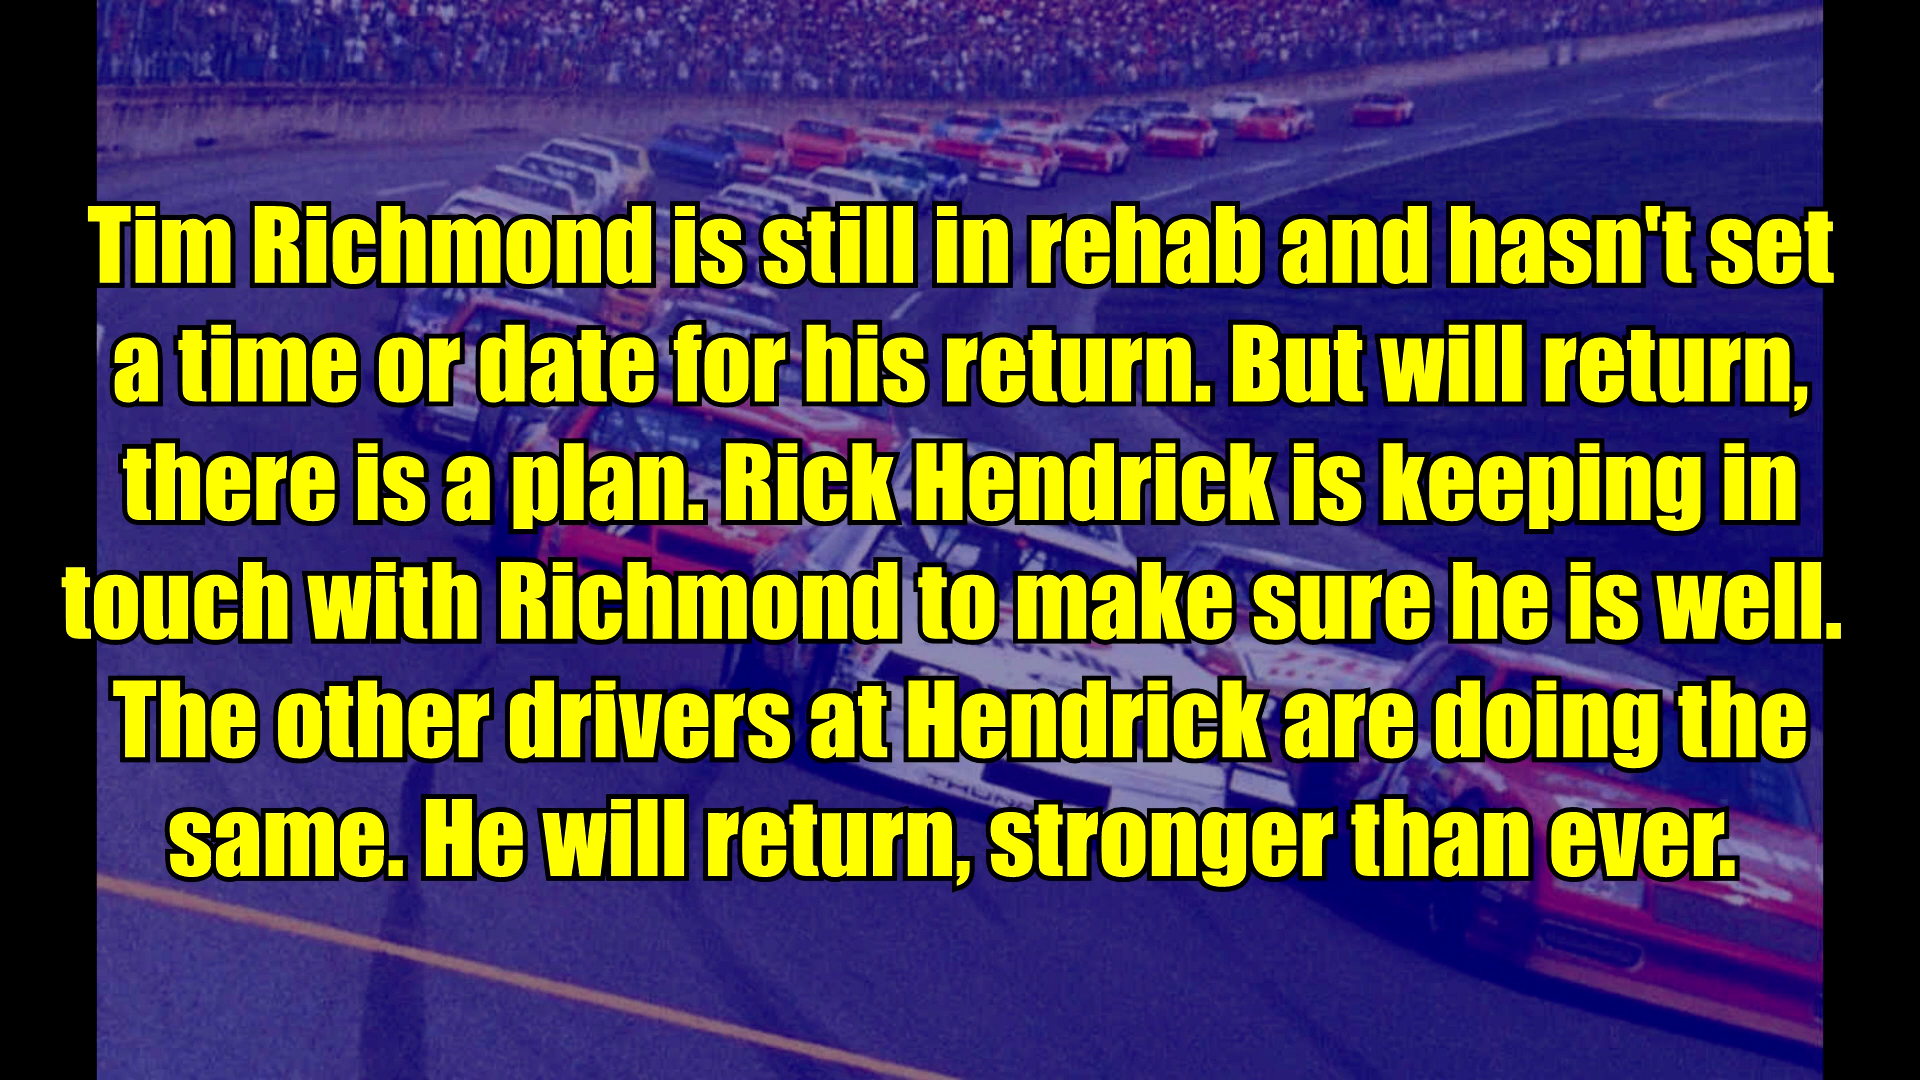 Tim Richmond is still in rehab and hasn't set
a time or date for his return. But will return,
there is a plan. Rick Hendrick is keeping in
touch with Richmond to make sure he is well.
The other drivers at Hendrick are doing the
same. He will return, stronger than ever.